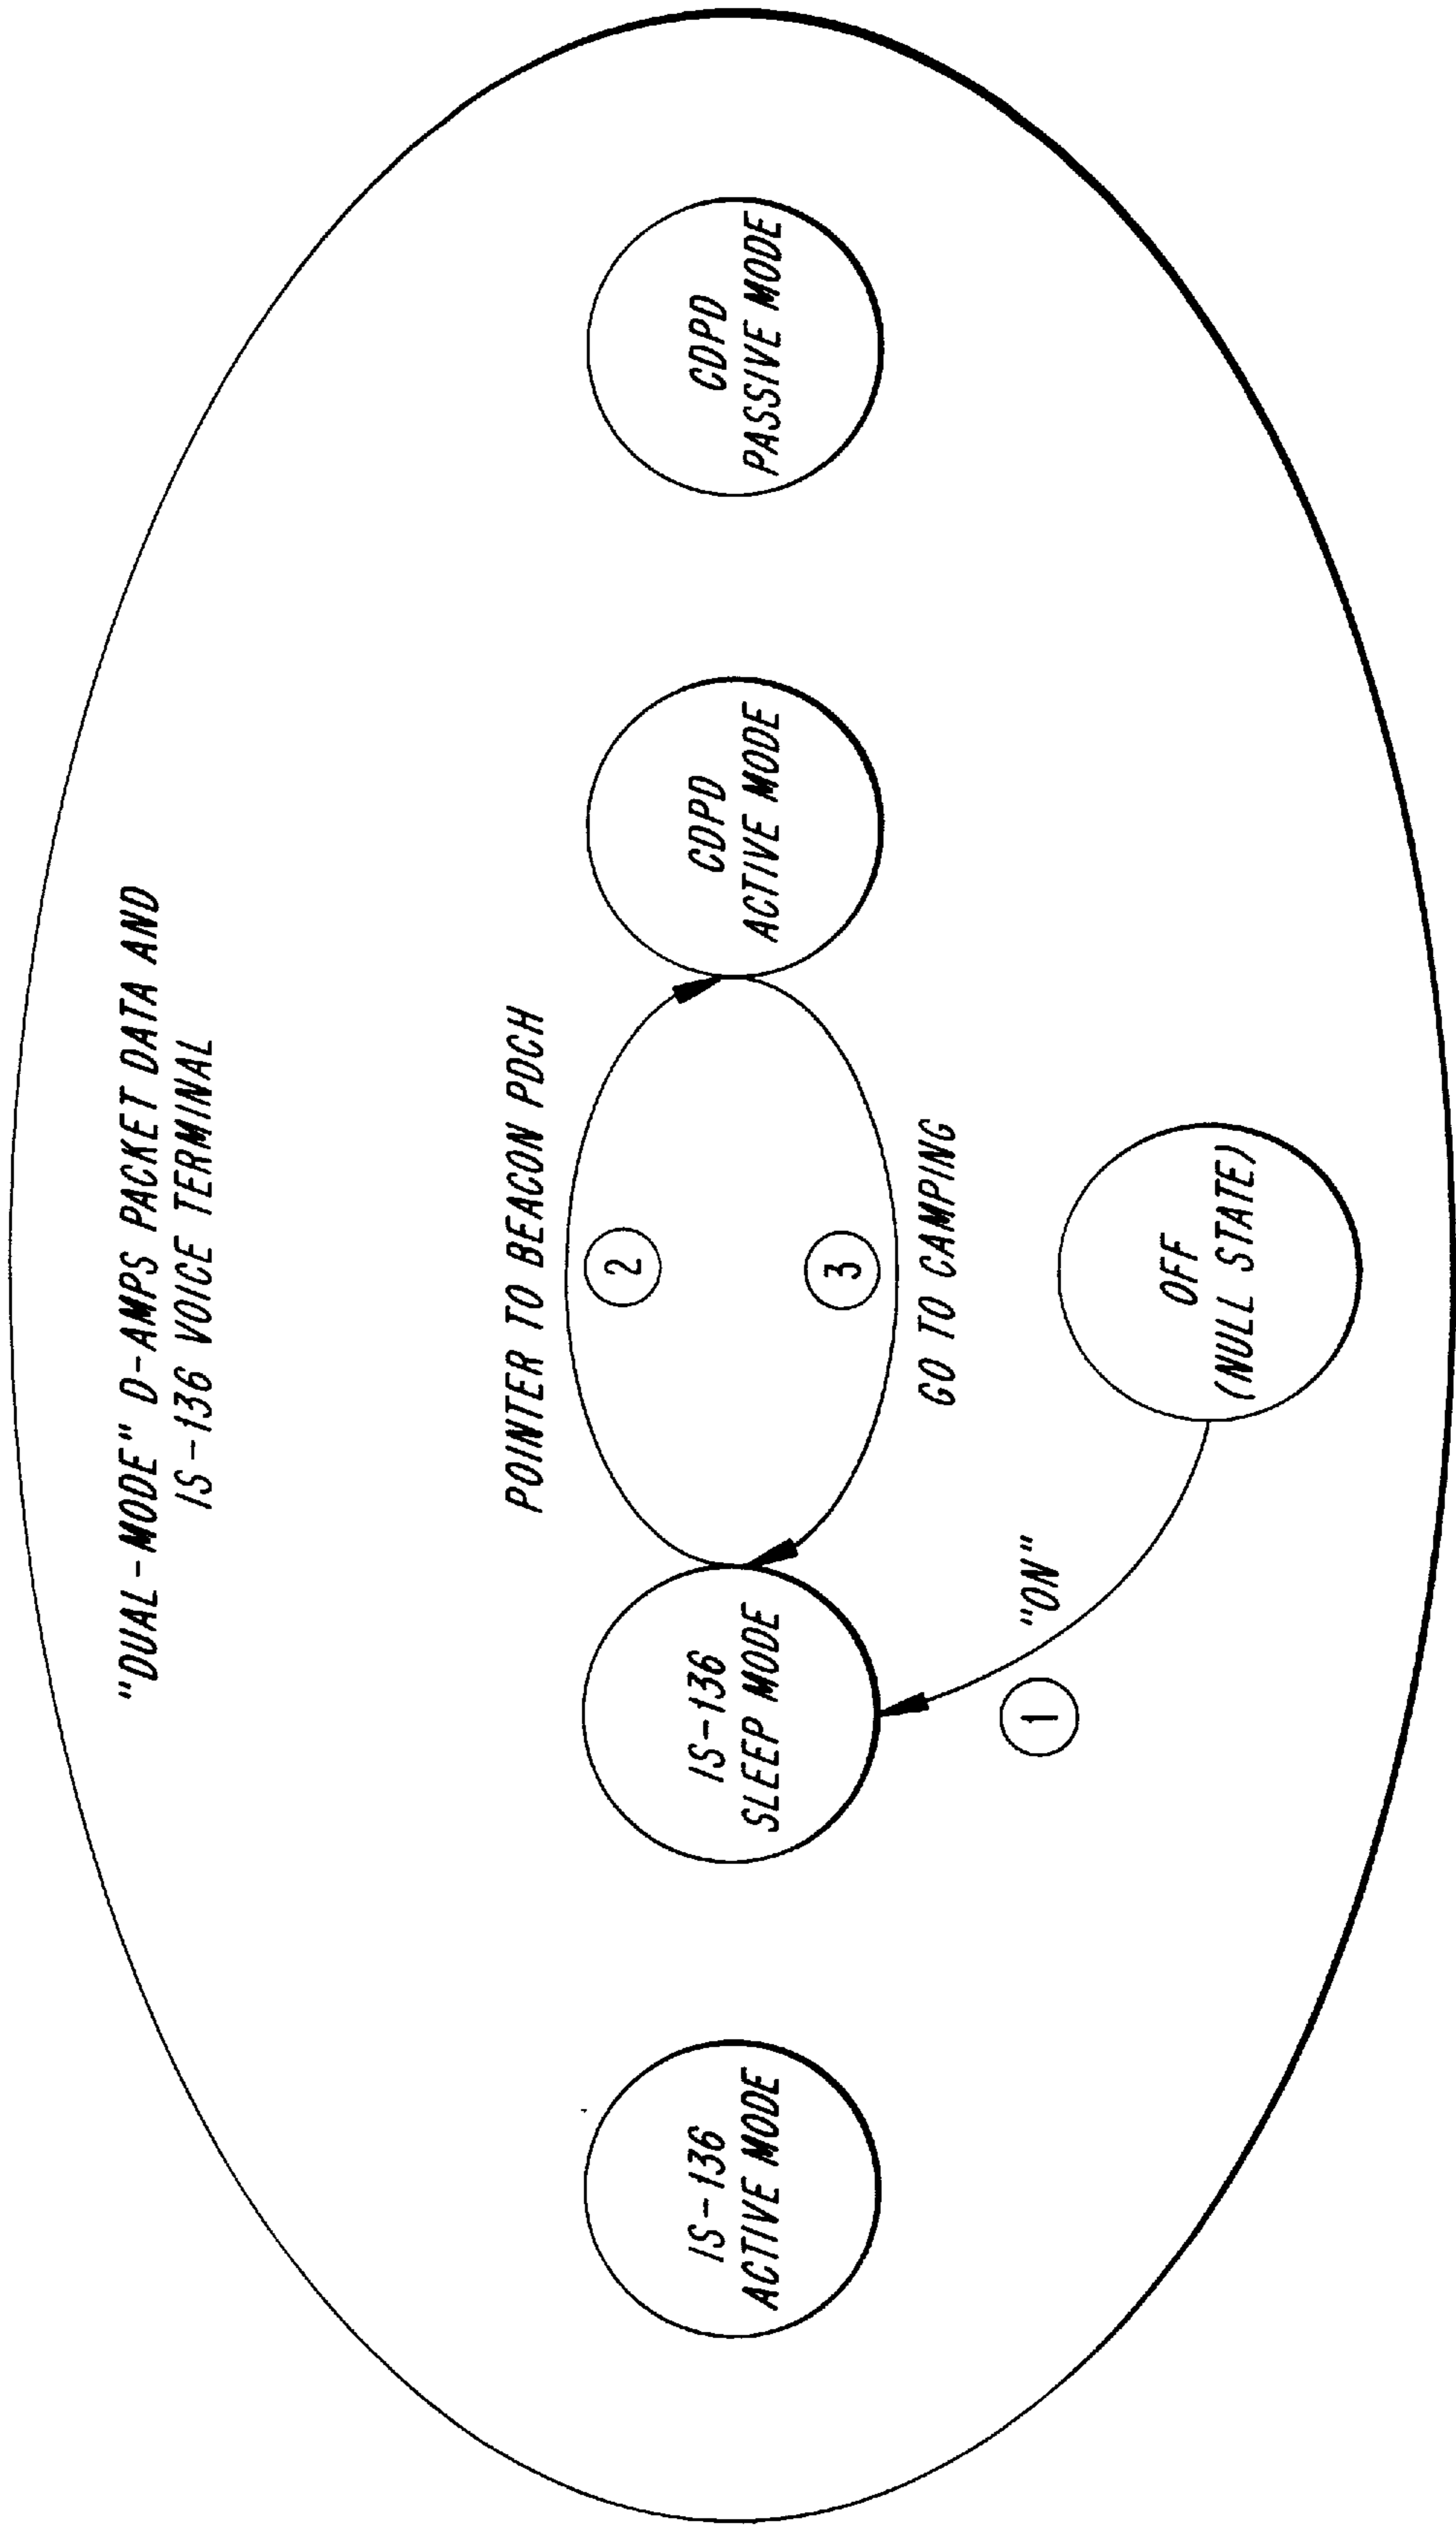 "DUAL-MODE" D-AMPS PACKET DATA AND
IS-136 VOICE TERMINAL
POINTER TO BEACON PDCH
2
IS-136
ACTIVE MODE
IS-136
SLEEP MODE
CDPD
ACTIVE MODE
CDPD
PASSIVE MODE
3
GO TO CAMPING
"ON"
1
OFF
(NULL STATE)